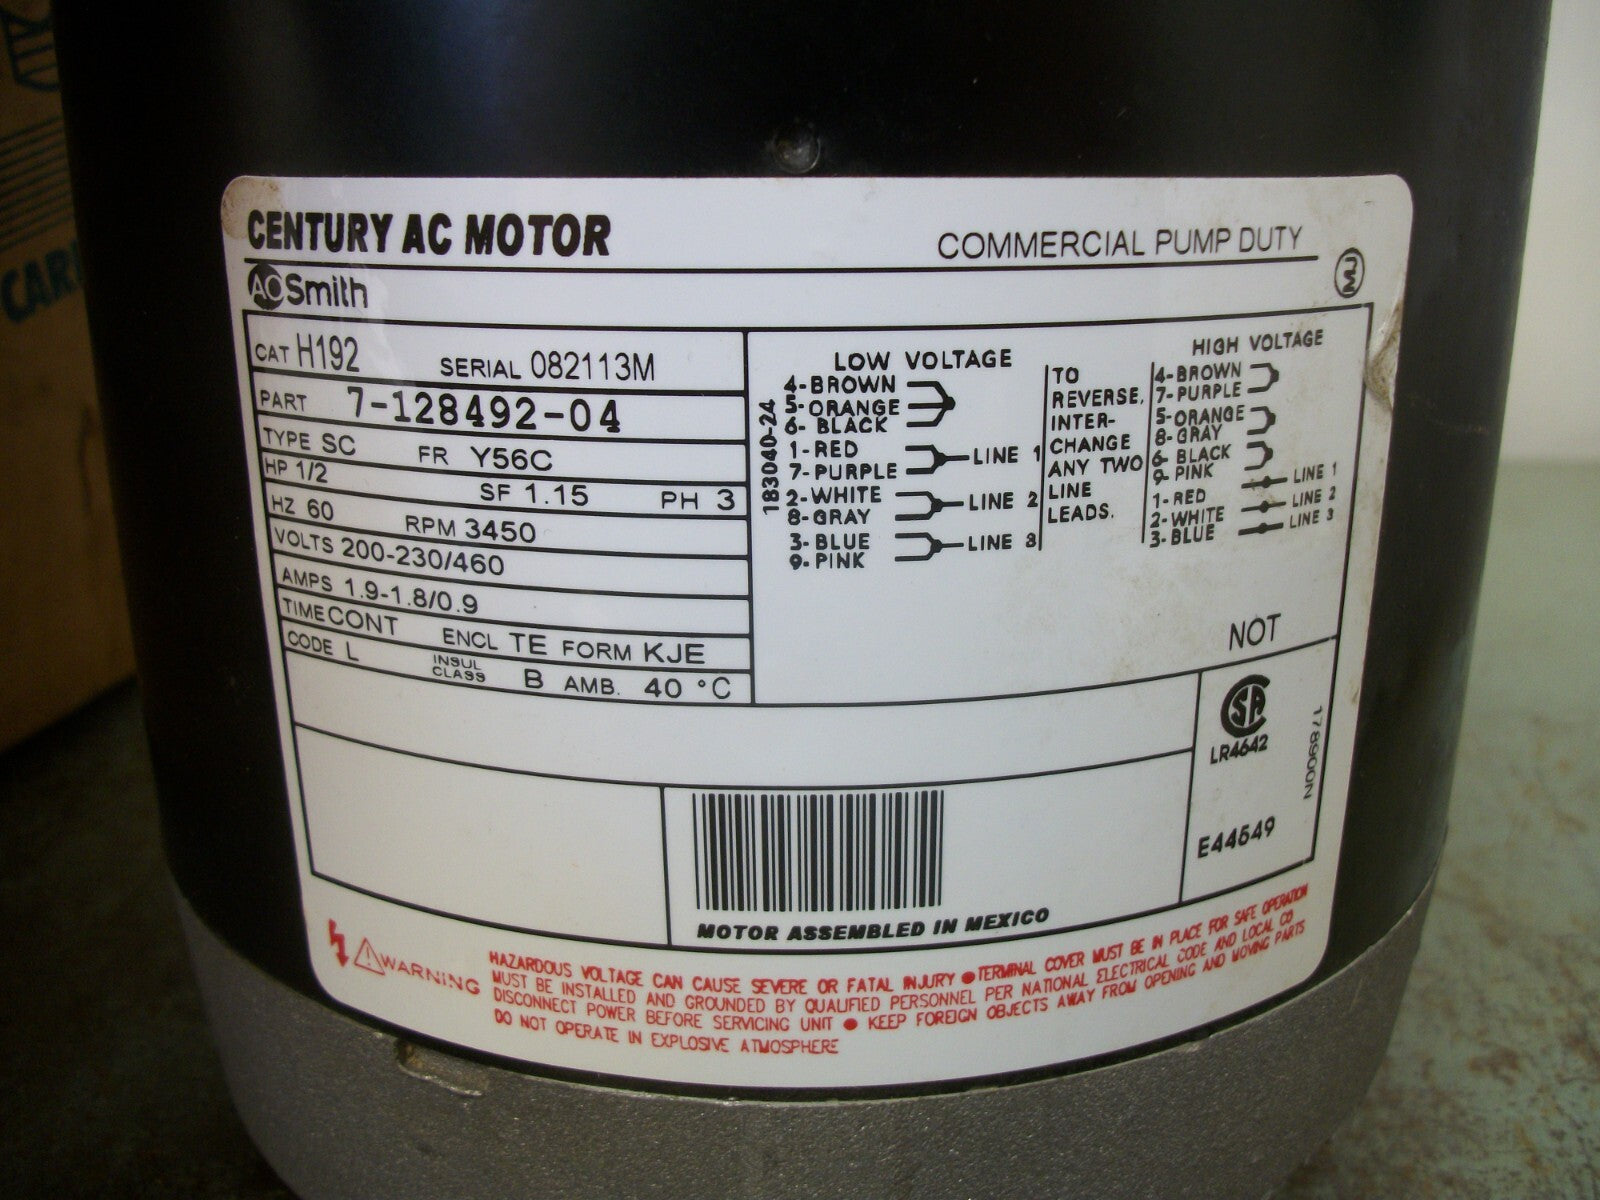 CENTURY AC MOTOR
COMMERCIAL PUMP DUTY
AO Smith
CAT H192 SERIAL 082113M
PART 7-128492-04
TYPE SC FR Y56C
HP 1/2 SF 1.15 PH 3
HZ 60 RPM 3450
VOLTS 200-230/460
AMPS 1.9-1.8/0.9
TIME CONT ENCL TE FORM KJE
CODE L INSUL CLASS B AMB. 40 °C
183040-24
LOW VOLTAGE
4-BROWN
5-ORANGE
6-BLACK
1-RED
7-PURPLE
LINE 1
2-WHITE
8-GRAY
LINE 2
3-BLUE
9-PINK
LINE 3
TO
REVERSE,
INTER-
CHANGE
ANY TWO
LINE
LEADS.
HIGH VOLTAGE
4-BROWN
7-PURPLE
5-ORANGE
8-GRAY
6-BLACK
9-PINK
1-RED LINE 1
2-WHITE LINE 2
3-BLUE LINE 3
NOT
LR4642
178900N
E44549
MOTOR ASSEMBLED IN MEXICO
WARNING
HAZARDOUS VOLTAGE CAN CAUSE SEVERE OR FATAL INJURY ● TERMINAL COVER MUST BE IN PLACE FOR SAFE OPERATION
MUST BE INSTALLED AND GROUNDED BY QUALIFIED PERSONNEL PER NATIONAL ELECTRICAL CODE AND LOCAL CO
DISCONNECT POWER BEFORE SERVICING UNIT ● KEEP FOREIGN OBJECTS AWAY FROM OPENING AND MOVING PARTS
DO NOT OPERATE IN EXPLOSIVE ATMOSPHERE
CAR